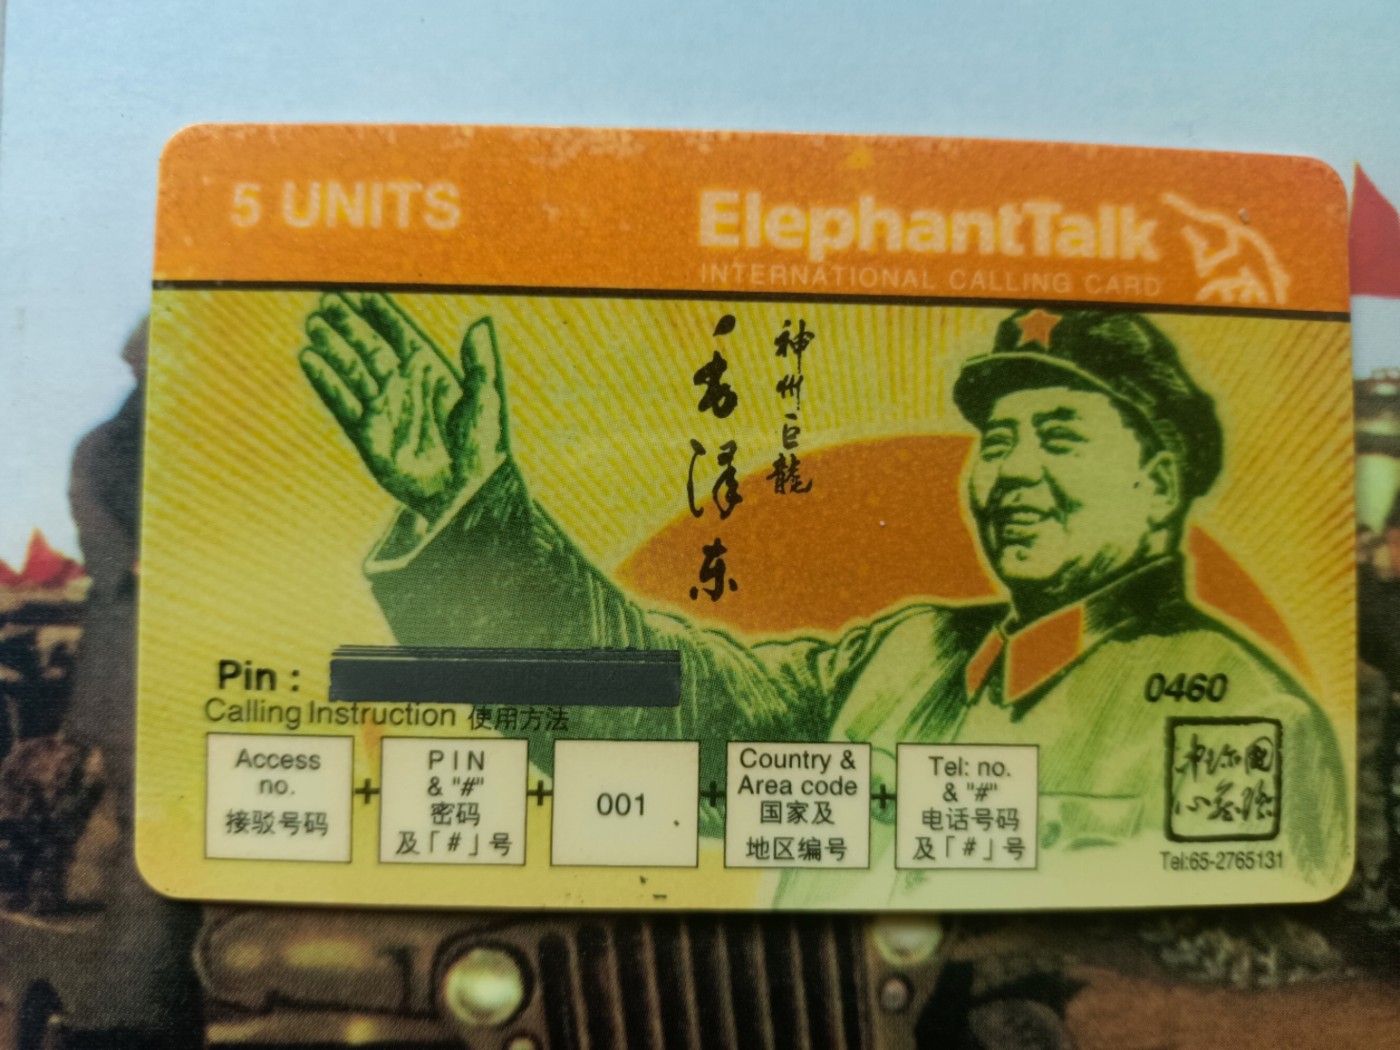 5 UNITS
ElephantTalk
INTERNATIONAL CALLING CARD
神州巨龍
毛泽东
Pin :
Calling Instruction 使用方法
Access
no.
接驳号码
+
PIN
& "#"
密码
及「#」号
+
001
+
Country &
Area code
国家及
地区编号
+
Tel: no.
& "#"
电话号码
及「#」号
0460
Tel:65-2765131